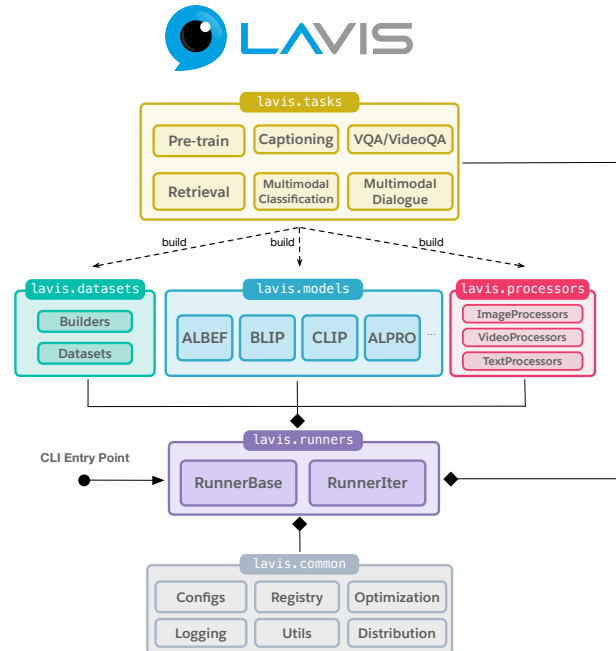 LAVIS
lavis.tasks
Pre-train
Captioning
VQA/VideoQA
Retrieval
Multimodal
Classification
Multimodal
Dialogue
build
build
build
lavis.datasets
lavis.models
lavis.processors
Builders
Datasets
ALBEF
BLIP
CLIP
ALPRO
...
ImageProcessors
VideoProcessors
TextProcessors
lavis.runners
CLI Entry Point
RunnerBase
RunnerIter
lavis.common
Configs
Registry
Optimization
Logging
Utils
Distribution